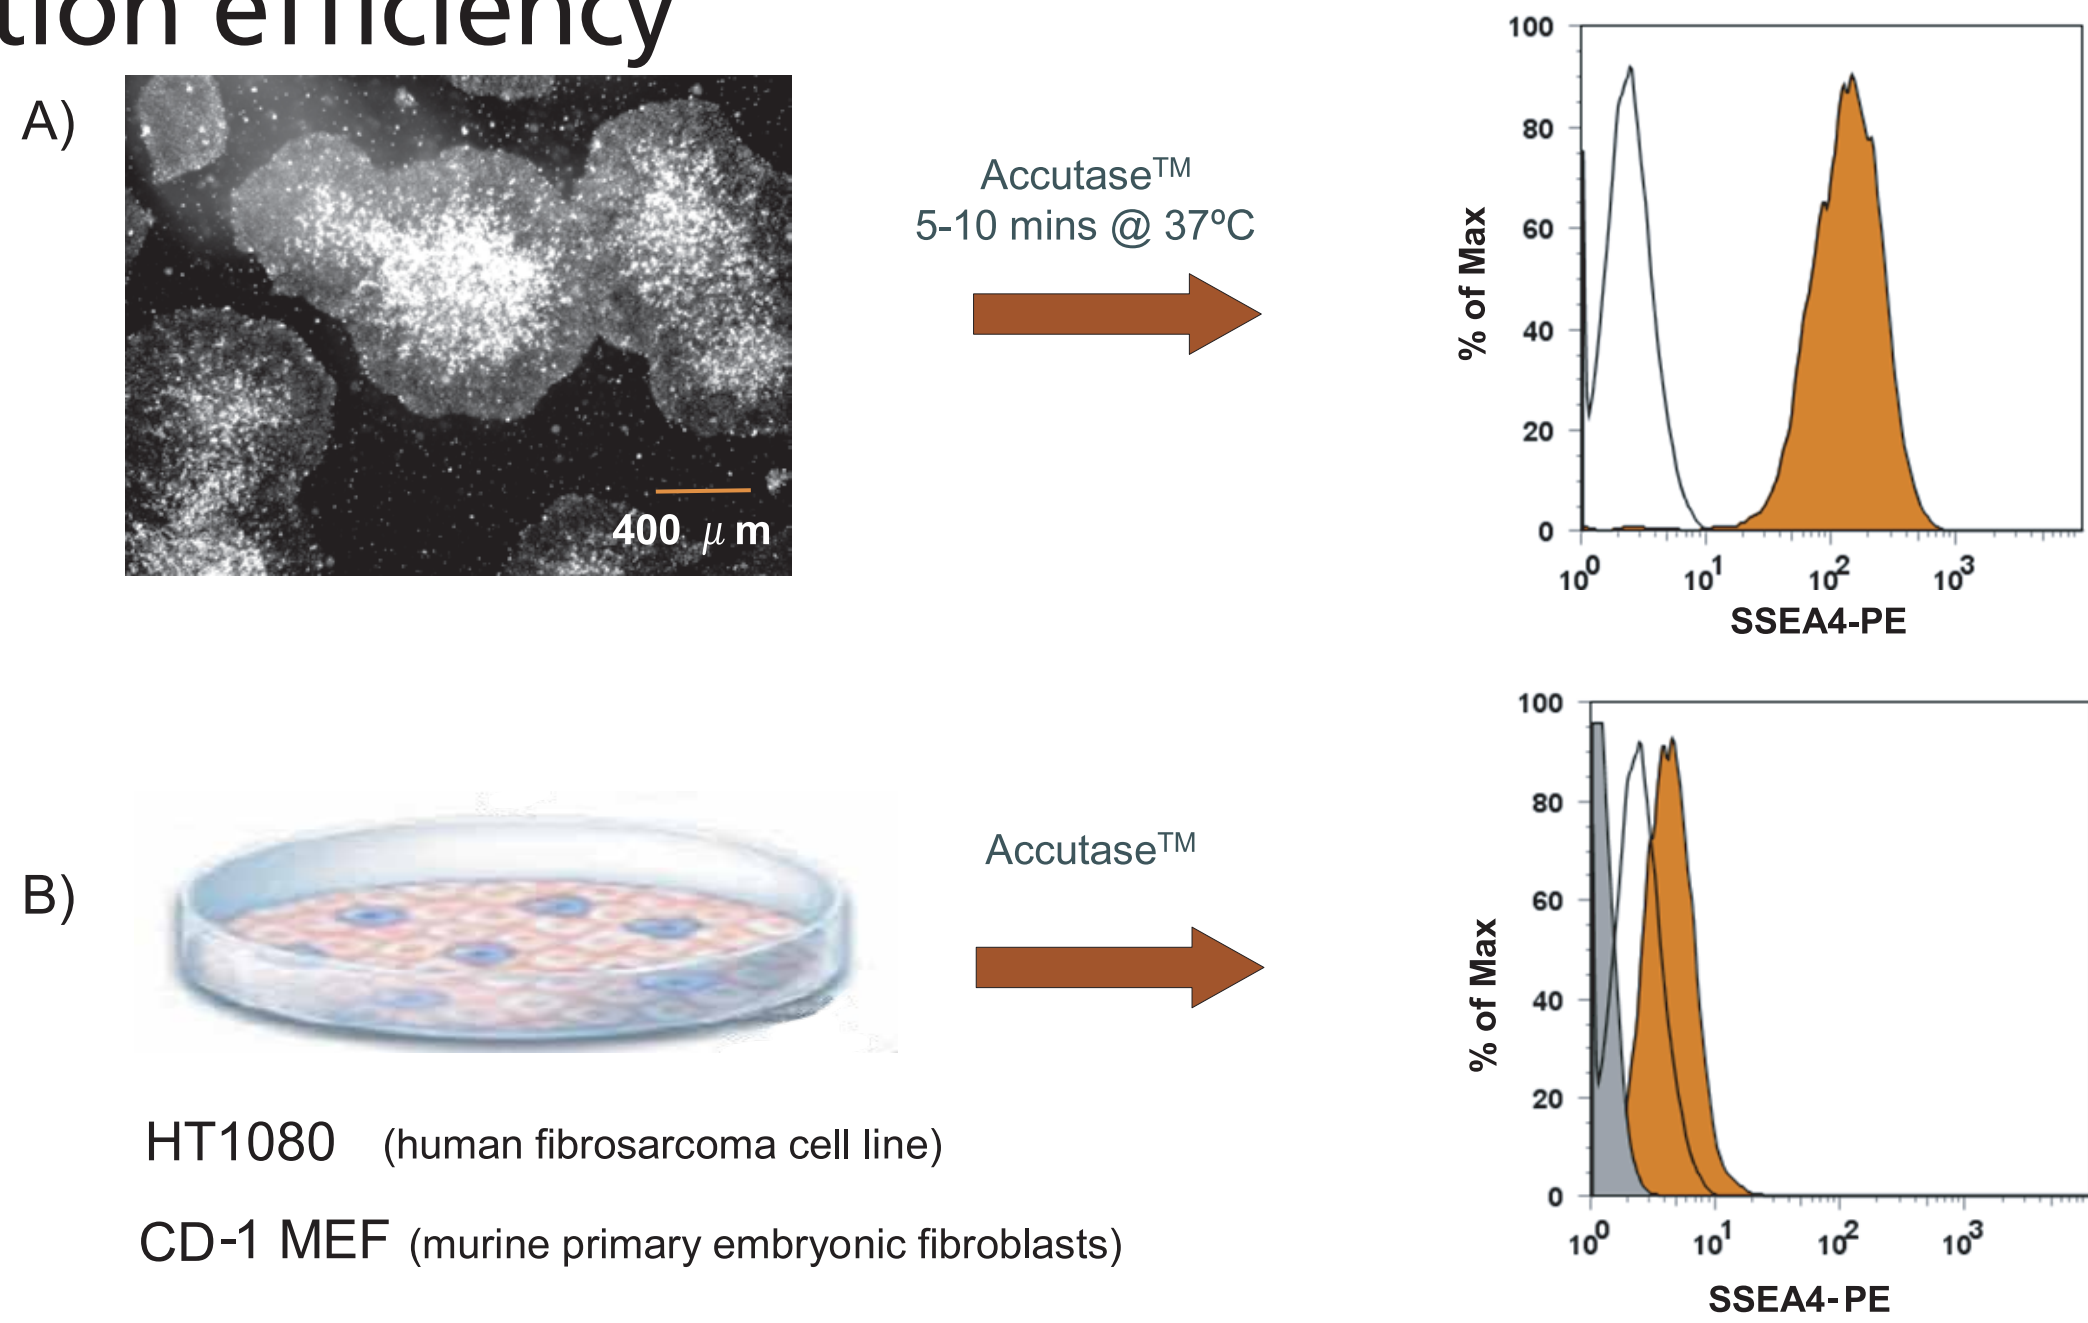 tion efficiency
A)
400 μm
Accutase™
5-10 mins @ 37ºC
100
80
60
40
20
0
% of Max
10⁰ 10¹ 10² 10³
SSEA4-PE
B)
Accutase™
HT1080 (human fibrosarcoma cell line)
CD-1 MEF (murine primary embryonic fibroblasts)
100
80
60
40
20
0
% of Max
10⁰ 10¹ 10² 10³
SSEA4-PE